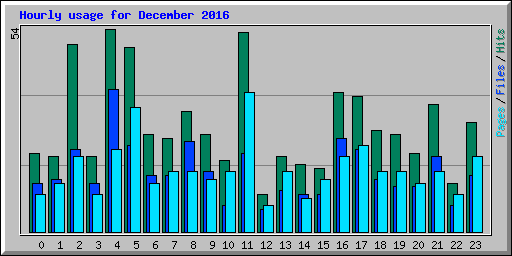 Hourly usage for December 2016
54
Pages / Files / Hits
0 1 2 3 4 5 6 7 8 9 10 11 12 13 14 15 16 17 18 19 20 21 22 23